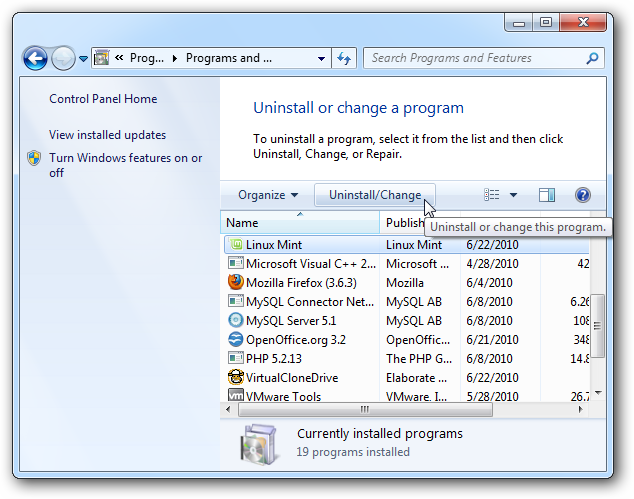 « Prog... Programs and ...
Search Programs and Features
Control Panel Home
View installed updates
Turn Windows features on or
off
Uninstall or change a program
To uninstall a program, select it from the list and then click
Uninstall, Change, or Repair.
Organize Uninstall/Change
Uninstall or change this program.
Name Publish
Linux Mint Linux Mint 6/22/2010
Microsoft Visual C++ 2... Microsoft ... 4/28/2010 42
Mozilla Firefox (3.6.3) Mozilla 6/4/2010
MySQL Connector Net... MySQL AB 6/8/2010 6.26
MySQL Server 5.1 MySQL AB 6/8/2010 108
OpenOffice.org 3.2 OpenOffic... 6/21/2010 348
PHP 5.2.13 The PHP G... 6/8/2010 14.8
VirtualCloneDrive Elaborate ... 6/22/2010
vm VMware Tools VMware, I... 5/28/2010 26.7
Currently installed programs
19 programs installed